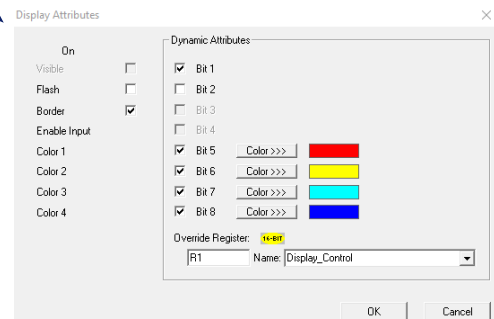 Display Attributes
On
Dynamic Attributes
Visible
Bit 1
Flash
Bit 2
Border
Bit 3
Enable Input
Bit 4
Color 1
Bit 5 Color >>>
Color 2
Bit 6 Color >>>
Color 3
Bit 7 Color >>>
Color 4
Bit 8 Color >>>
Override Register: 16-BIT
R1 Name: Display_Control
OK Cancel